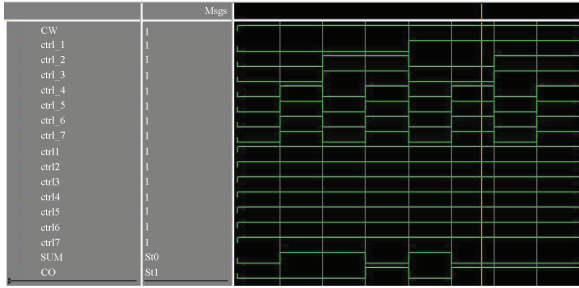 Msgs
CW 1
ctrl_1 1
ctrl_2 1
ctrl_3 1
ctrl_4 1
ctrl_5 1
ctrl_6 1
ctrl_7 1
ctrl1 1
ctrl2 1
ctrl3 1
ctrl4 1
ctrl5 1
ctrl6 1
ctrl7 1
SUM St0
CO St1